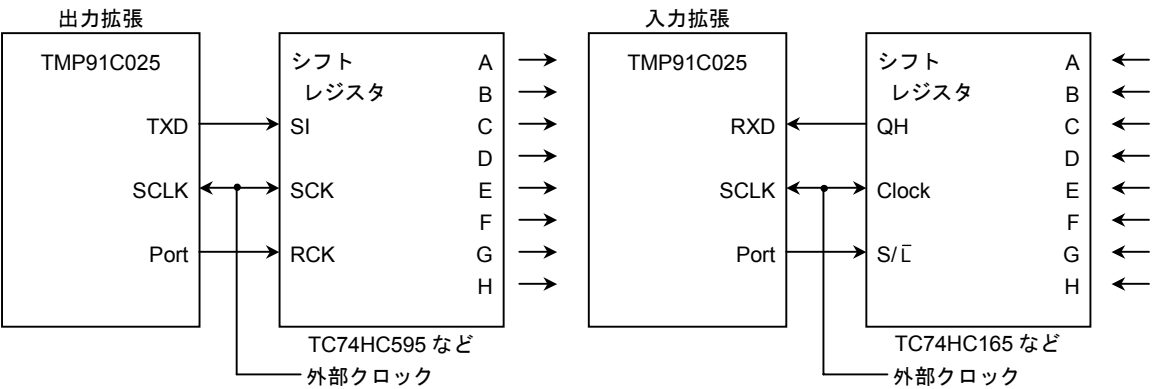 出力拡張
TMP91C025
TXD
SCLK
Port
シフト
レジスタ
SI
SCK
RCK
A
B
C
D
E
F
G
H
TC74HC595 など
外部クロック
入力拡張
TMP91C025
RXD
SCLK
Port
シフト
レジスタ
QH
Clock
S/L̅
A
B
C
D
E
F
G
H
TC74HC165 など
外部クロック